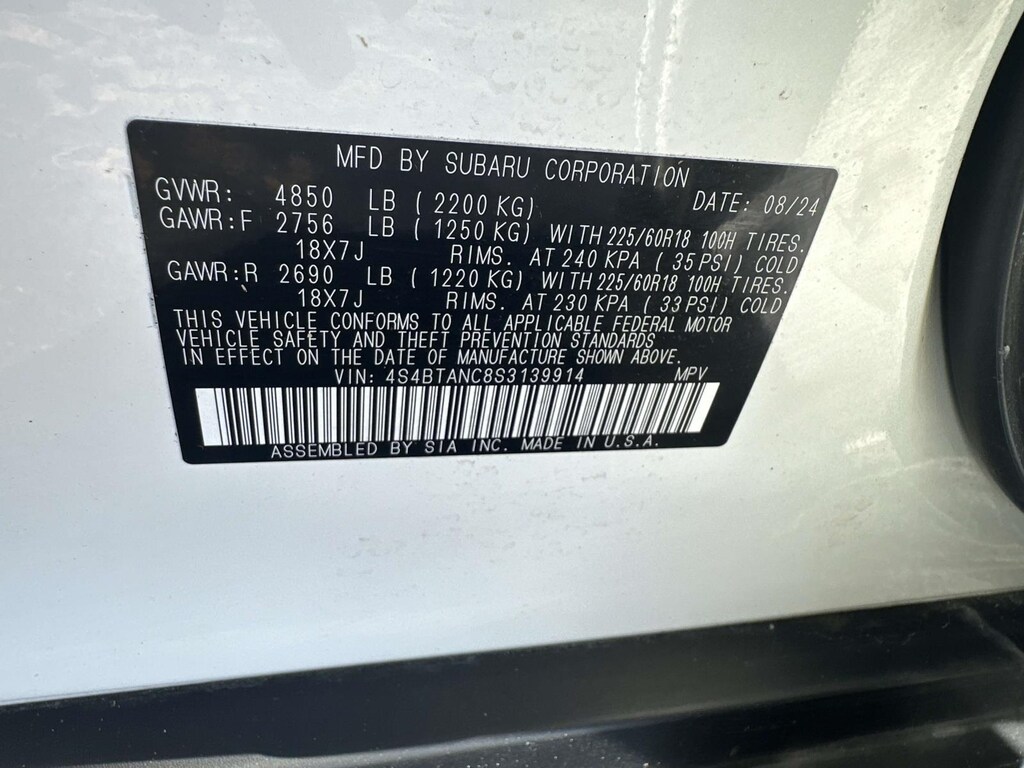 MFD BY SUBARU CORPORATION
GVWR: 4850 LB ( 2200 KG) DATE: 08/24
GAWR:F 2756 LB ( 1250 KG) WITH 225/60R18 100H TIRES.
18X7J RIMS. AT 240 KPA ( 35 PSI) COLD
GAWR:R 2690 LB ( 1220 KG) WITH 225/60R18 100H TIRES.
18X7J RIMS. AT 230 KPA ( 33 PSI) COLD
THIS VEHICLE CONFORMS TO ALL APPLICABLE FEDERAL MOTOR
VEHICLE SAFETY AND THEFT PREVENTION STANDARDS
IN EFFECT ON THE DATE OF MANUFACTURE SHOWN ABOVE.
VIN: 4S4BTANC8S3139914 MPV
ASSEMBLED BY SIA INC. MADE IN U.S.A.